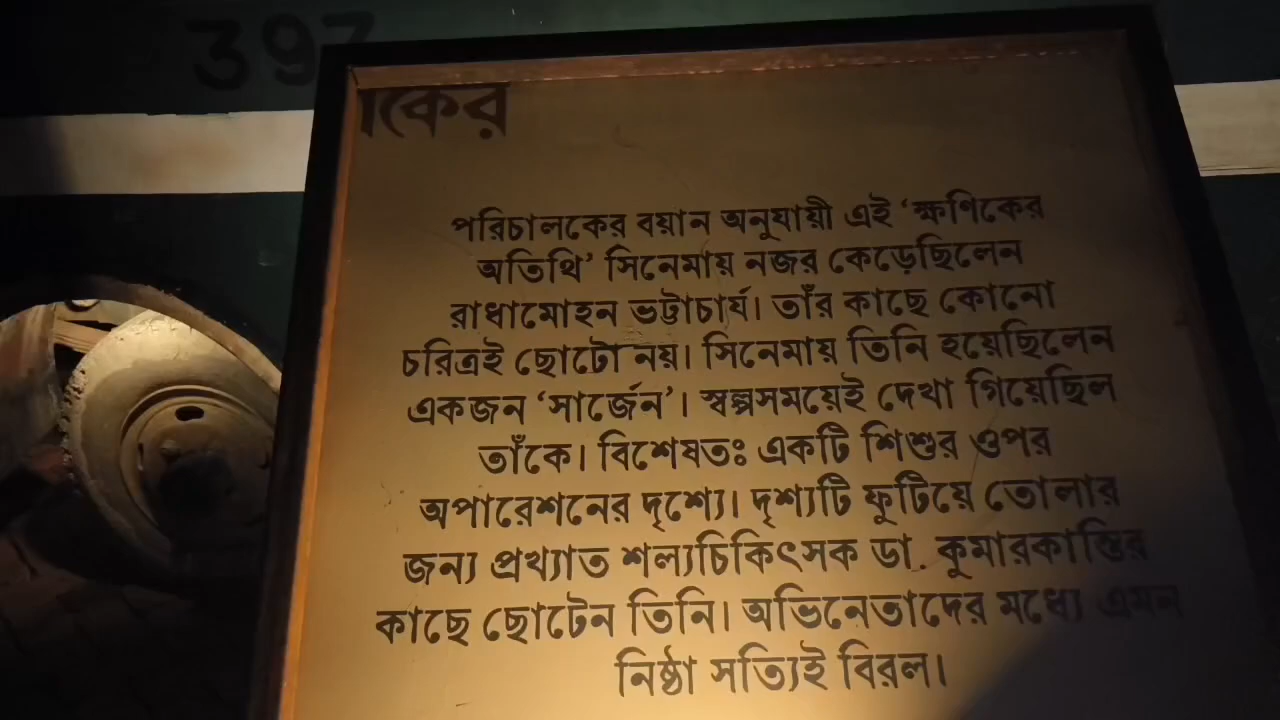 397
িকের
পরিচালকের বয়ান অনুযায়ী এই ‘ক্ষণিকের
অতিথি’ সিনেমায় নজর কেড়েছিলেন
রাধামোহন ভট্টাচার্য। তাঁর কাছে কোনো
চরিত্রই ছোটো নয়। সিনেমায় তিনি হয়েছিলেন
একজন ‘সার্জেন’। স্বল্পসময়েই দেখা গিয়েছিল
তাঁকে। বিশেষতঃ একটি শিশুর ওপর
অপারেশনের দৃশ্যে। দৃশ্যটি ফুটিয়ে তোলার
জন্য প্রখ্যাত শল্যচিকিৎসক ডা. কুমারকান্তির
কাছে ছোটেন তিনি। অভিনেতাদের মধ্যে এমন
নিষ্ঠা সত্যিই বিরল।